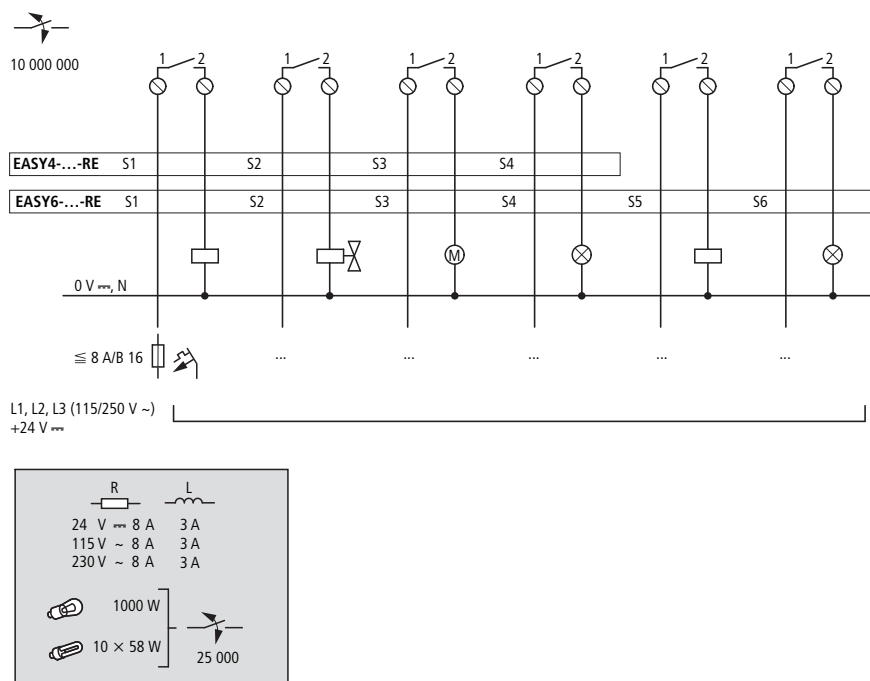 10 000 000
1 2 1 2 1 2 1 2 1 2 1 2
EASY4-...-RE S1 S2 S3 S4
EASY6-...-RE S1 S2 S3 S4 S5 S6
M
0 V ⎓, N
≦ 8 A/B 16 ... ... ... ... ...
L1, L2, L3 (115/250 V ~)
+24 V ⎓
R L
24 V ⎓ 8 A 3 A
115 V ~ 8 A 3 A
230 V ~ 8 A 3 A
1000 W
10 × 58 W
25 000